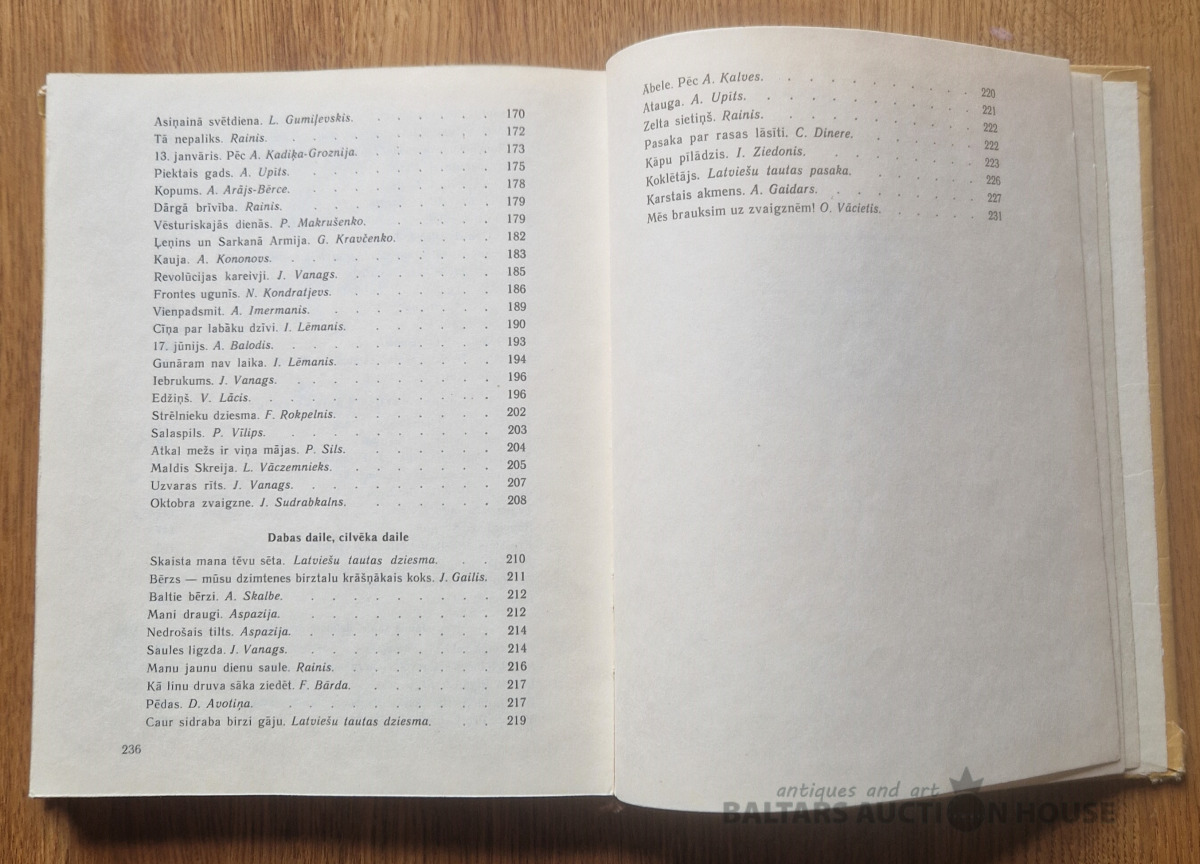 Asiņainā svētdiena. L. Gumiļevskis. . . . . . . 170
Tā nepaliks. Rainis. . . . . . . . . 172
13. janvāris. Pēc A. Kadiķa-Groznija. . . . . . . 173
Piektais gads. A. Upīts. . . . . . . . . 175
Kopums. A. Arājs-Bērce. . . . . . . . . 178
Dārgā brīvība. Rainis. . . . . . . . . 179
Vēsturiskajās dienās. P. Makrušenko. . . . . . . 179
Ļeņins un Sarkanā Armija. G. Kravčenko. . . . . 182
Kauja. A. Kononovs. . . . . . . . . . 183
Revolūcijas kareivji. J. Vanags. . . . . . . . 185
Frontes ugunīs. N. Kondratjevs. . . . . . . . 186
Vienpadsmit. A. Imermanis. . . . . . . . 189
Cīņa par labāku dzīvi. I. Lēmanis. . . . . . . 190
17. jūnijs. A. Balodis. . . . . . . . . . 193
Gunāram nav laika. I. Lēmanis. . . . . . . . 194
Iebrukums. J. Vanags. . . . . . . . . . 196
Edžiņš. V. Lācis. . . . . . . . . . . 196
Strēlnieku dziesma. F. Rokpelnis. . . . . . . . 202
Salaspils. P. Vīlips. . . . . . . . . . 203
Atkal mežs ir viņa mājas. P. Sils. . . . . . . 204
Maldis Skreija. L. Vāczemnieks. . . . . . . . 205
Uzvaras rīts. J. Vanags. . . . . . . . . 207
Oktobra zvaigzne. J. Sudrabkalns. . . . . . . 208
Dabas daile, cilvēka daile
Skaista mana tēvu sēta. Latviešu tautas dziesma. . . 210
Bērzs — mūsu dzimtenes birztalu krāšņākais koks. J. Gailis. 211
Baltie bērzi. A. Skalbe. . . . . . . . . . 212
Mani draugi. Aspazija. . . . . . . . . . 212
Nedrošais tilts. Aspazija. . . . . . . . . 214
Saules ligzda. J. Vanags. . . . . . . . . 214
Manu jaunu dienu saule. Rainis. . . . . . . . 216
Kā linu druva sāka ziedēt. F. Bārda. . . . . . . 217
Pēdas. D. Avotiņa. . . . . . . . . . . 217
Caur sidraba birzi gāju. Latviešu tautas dziesma. . . 219
236
Ābele. Pēc A. Kalves. . . . . . . . . 220
Atauga. A. Upīts. . . . . . . . . . 221
Zelta sietiņš. Rainis. . . . . . . . . 222
Pasaka par rasas lāsīti. C. Dinere. . . . . . 222
Kāpu pīlādzis. I. Ziedonis. . . . . . . . 223
Koklētājs. Latviešu tautas pasaka. . . . . . 226
Karstais akmens. A. Gaidars. . . . . . . . 227
Mēs brauksim uz zvaigznēm! O. Vācietis. . . . . 231
antiques and art
BALTARS AUCTION HOUSE